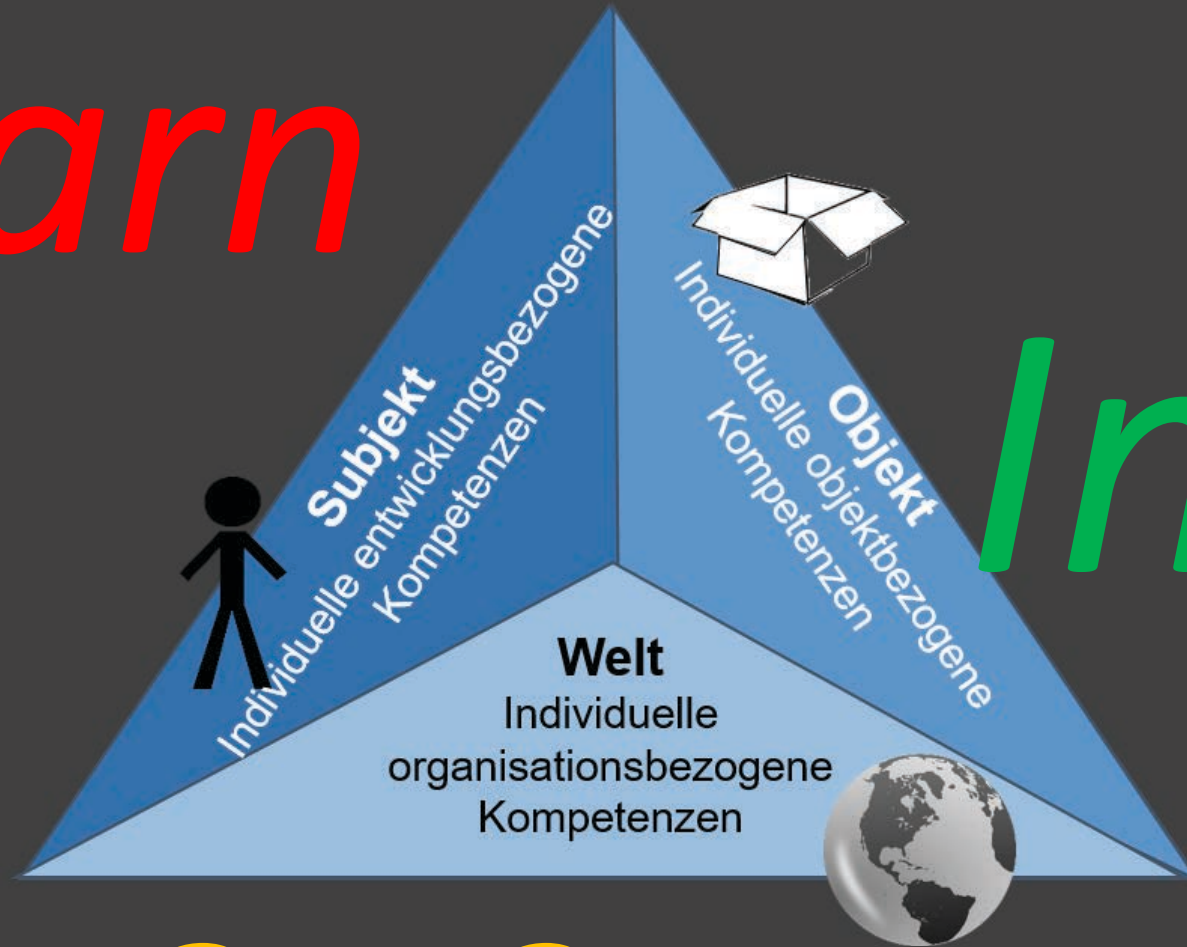 arn
Subjekt
Individuelle entwicklungsbezogene
Kompetenzen
Objekt
Individuelle objektbezogene
Kompetenzen
In
Welt
Individuelle
organisationsbezogene
Kompetenzen